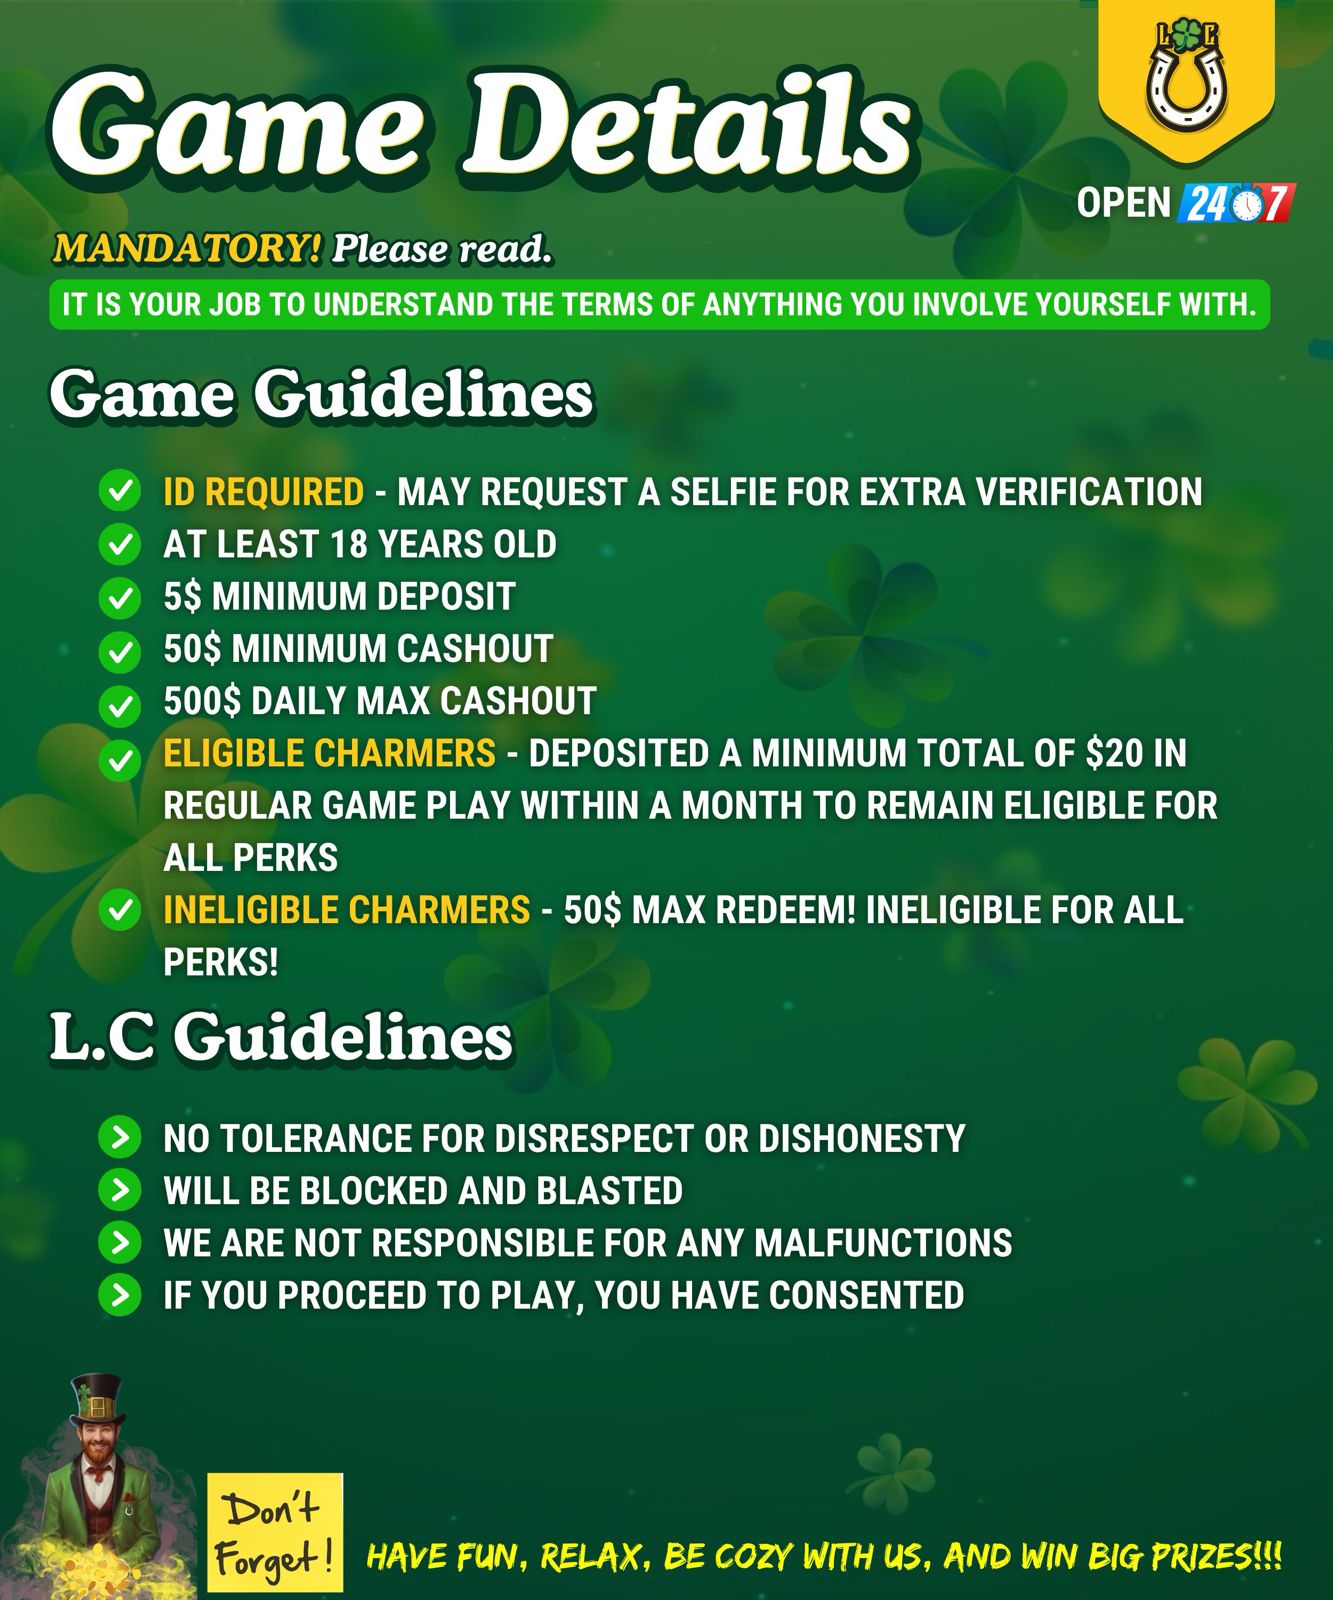 L C
Game Details
OPEN 24 7
MANDATORY! Please read.
IT IS YOUR JOB TO UNDERSTAND THE TERMS OF ANYTHING YOU INVOLVE YOURSELF WITH.
Game Guidelines
ID REQUIRED - MAY REQUEST A SELFIE FOR EXTRA VERIFICATION
AT LEAST 18 YEARS OLD
5$ MINIMUM DEPOSIT
50$ MINIMUM CASHOUT
500$ DAILY MAX CASHOUT
ELIGIBLE CHARMERS - DEPOSITED A MINIMUM TOTAL OF $20 IN
REGULAR GAME PLAY WITHIN A MONTH TO REMAIN ELIGIBLE FOR
ALL PERKS
INELIGIBLE CHARMERS - 50$ MAX REDEEM! INELIGIBLE FOR ALL
PERKS!
L.C Guidelines
NO TOLERANCE FOR DISRESPECT OR DISHONESTY
WILL BE BLOCKED AND BLASTED
WE ARE NOT RESPONSIBLE FOR ANY MALFUNCTIONS
IF YOU PROCEED TO PLAY, YOU HAVE CONSENTED
Don't
Forget!
HAVE FUN, RELAX, BE COZY WITH US, AND WIN BIG PRIZES!!!